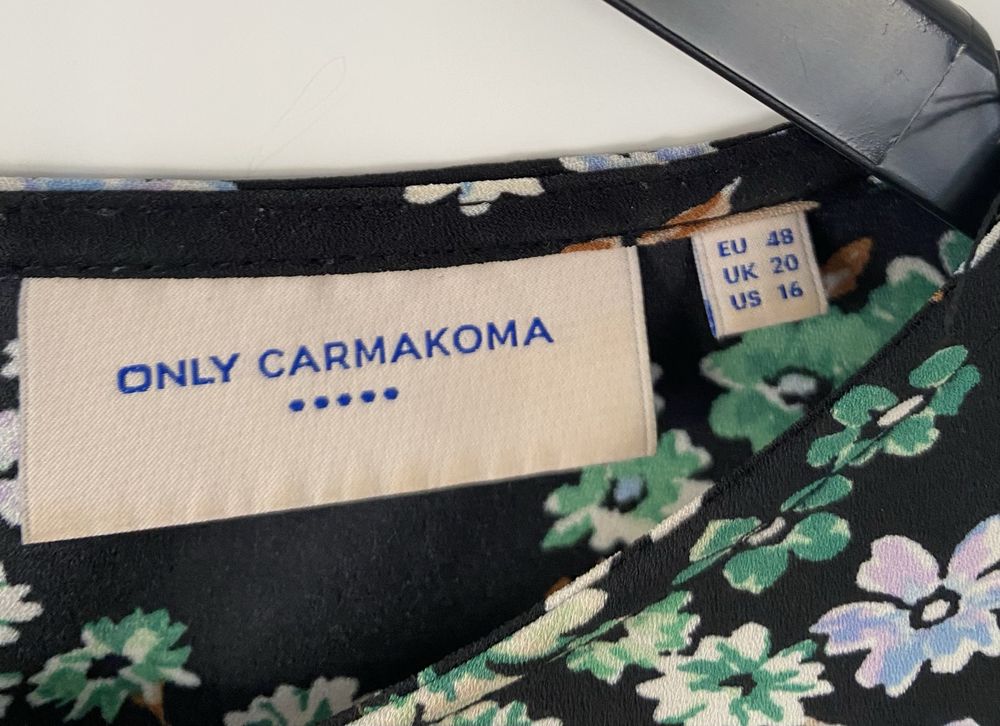 ONLY CARMAKOMA
EU 48
UK 20
US 16